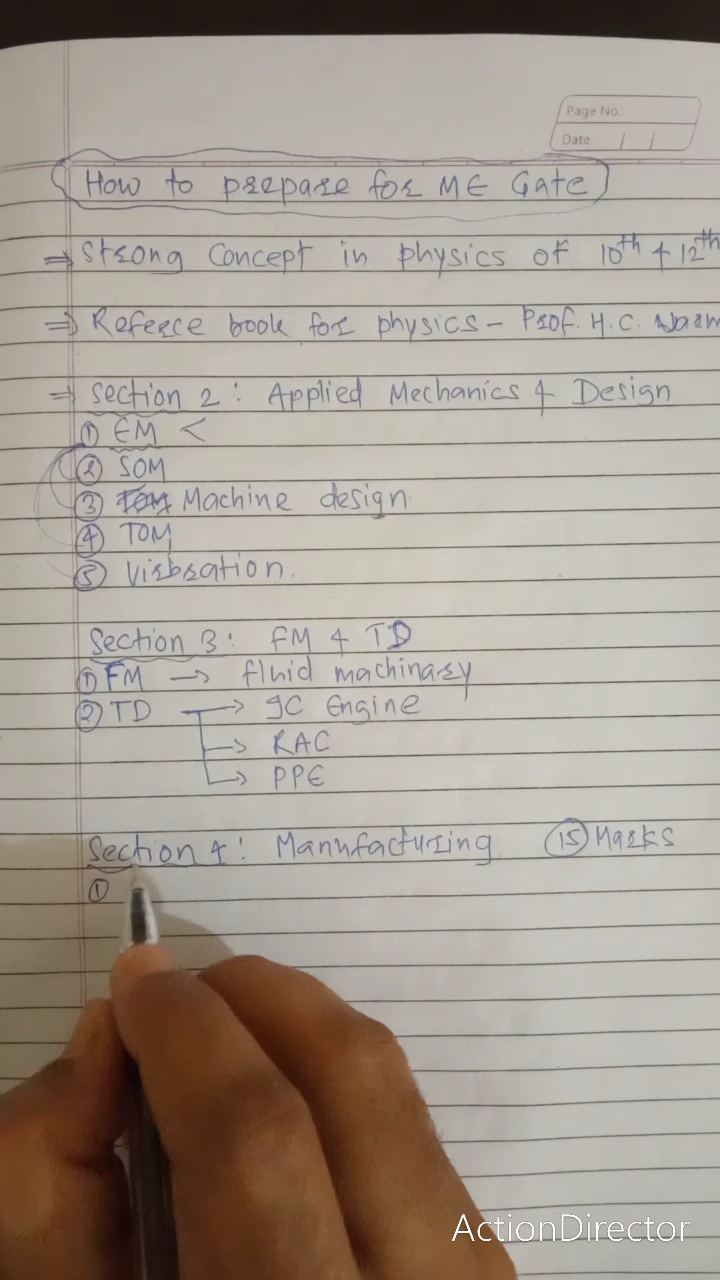 Page No.:
Date / /
How to prepare for ME Gate
⇒ Strong Concept in physics of 10th & 12th
⇒ Refeece book for physics - Prof. H.C.
⇒ Section 2 : Applied Mechanics & Design
① EM <
② SOM
③ Machine design
④ TOM
⑤ Virbration.
Section 3 : FM & TD
① FM → fluid machinary
② TD → IC Engine
→ RAC
→ PPE
Section 4 : Manufacturing ⑮ Marks
①
ActionDirector